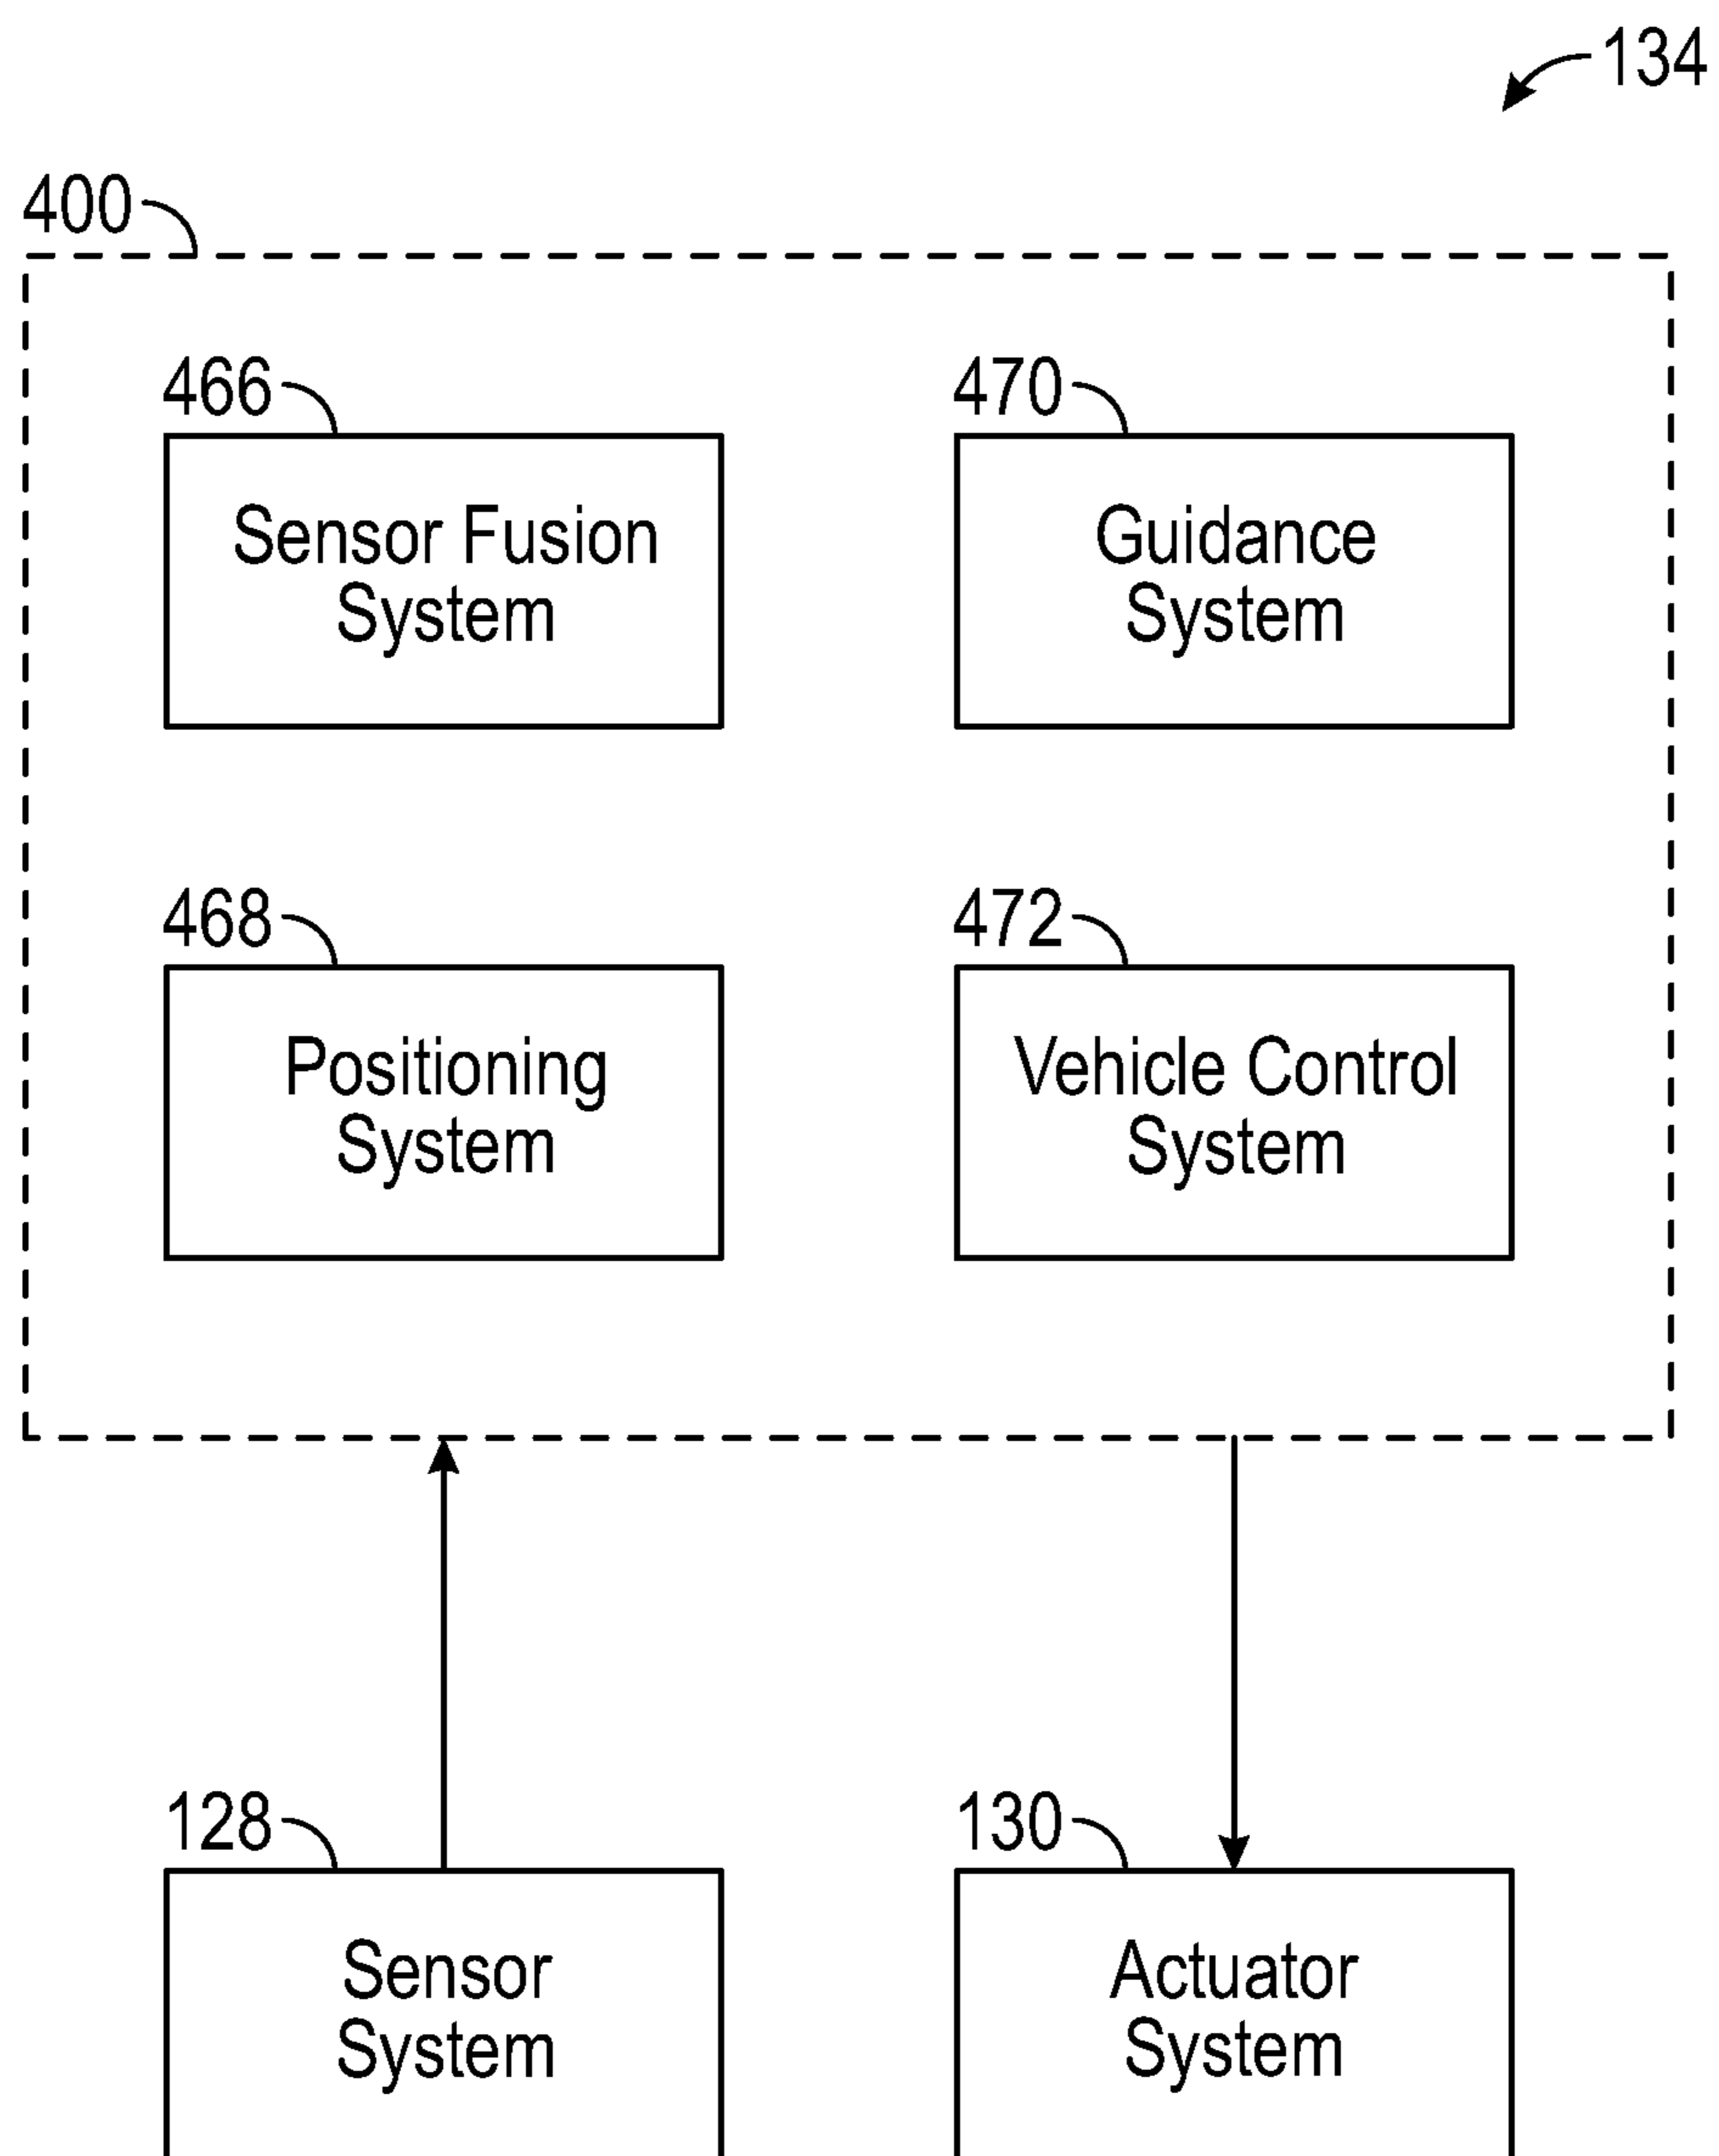 134
400
466
Sensor Fusion
System
470
Guidance
System
468
Positioning
System
472
Vehicle Control
System
128
Sensor
System
130
Actuator
System